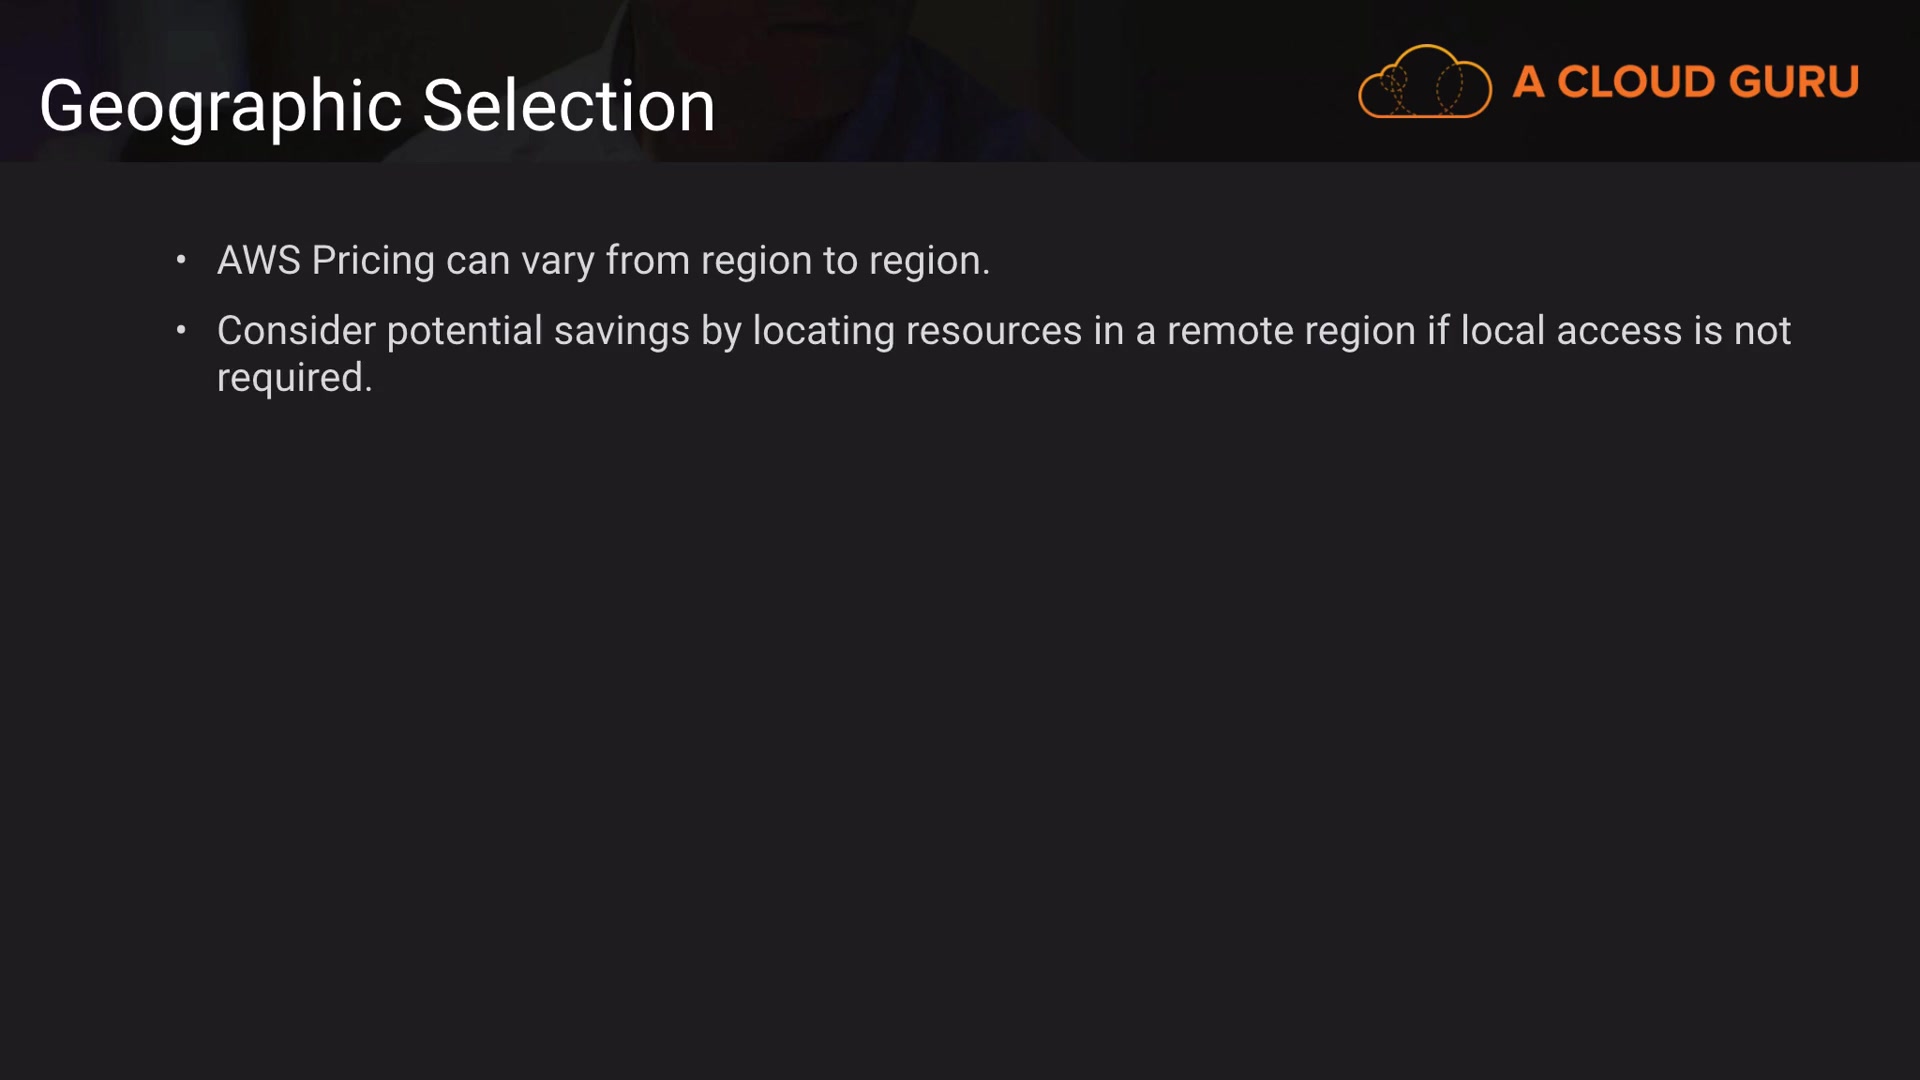 Geographic Selection
A CLOUD GURU
• AWS Pricing can vary from region to region.
• Consider potential savings by locating resources in a remote region if local access is not
required.